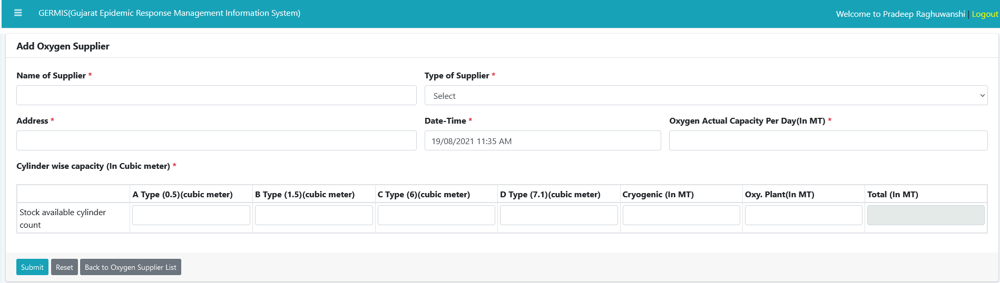 GERMIS(Gujarat Epidemic Response Management Information System)
Welcome to Pradeep Raghuwanshi | Logout
Add Oxygen Supplier
Name of Supplier *
Type of Supplier *
Select
Address *
Date-Time *
Oxygen Actual Capacity Per Day(In MT) *
19/08/2021 11:35 AM
Cylinder wise capacity (In Cubic meter) *
A Type (0.5)(cubic meter)
B Type (1.5)(cubic meter)
C Type (6)(cubic meter)
D Type (7.1)(cubic meter)
Cryogenic (In MT)
Oxy. Plant(In MT)
Total (In MT)
Stock available cylinder
count
Submit
Reset
Back to Oxygen Supplier List